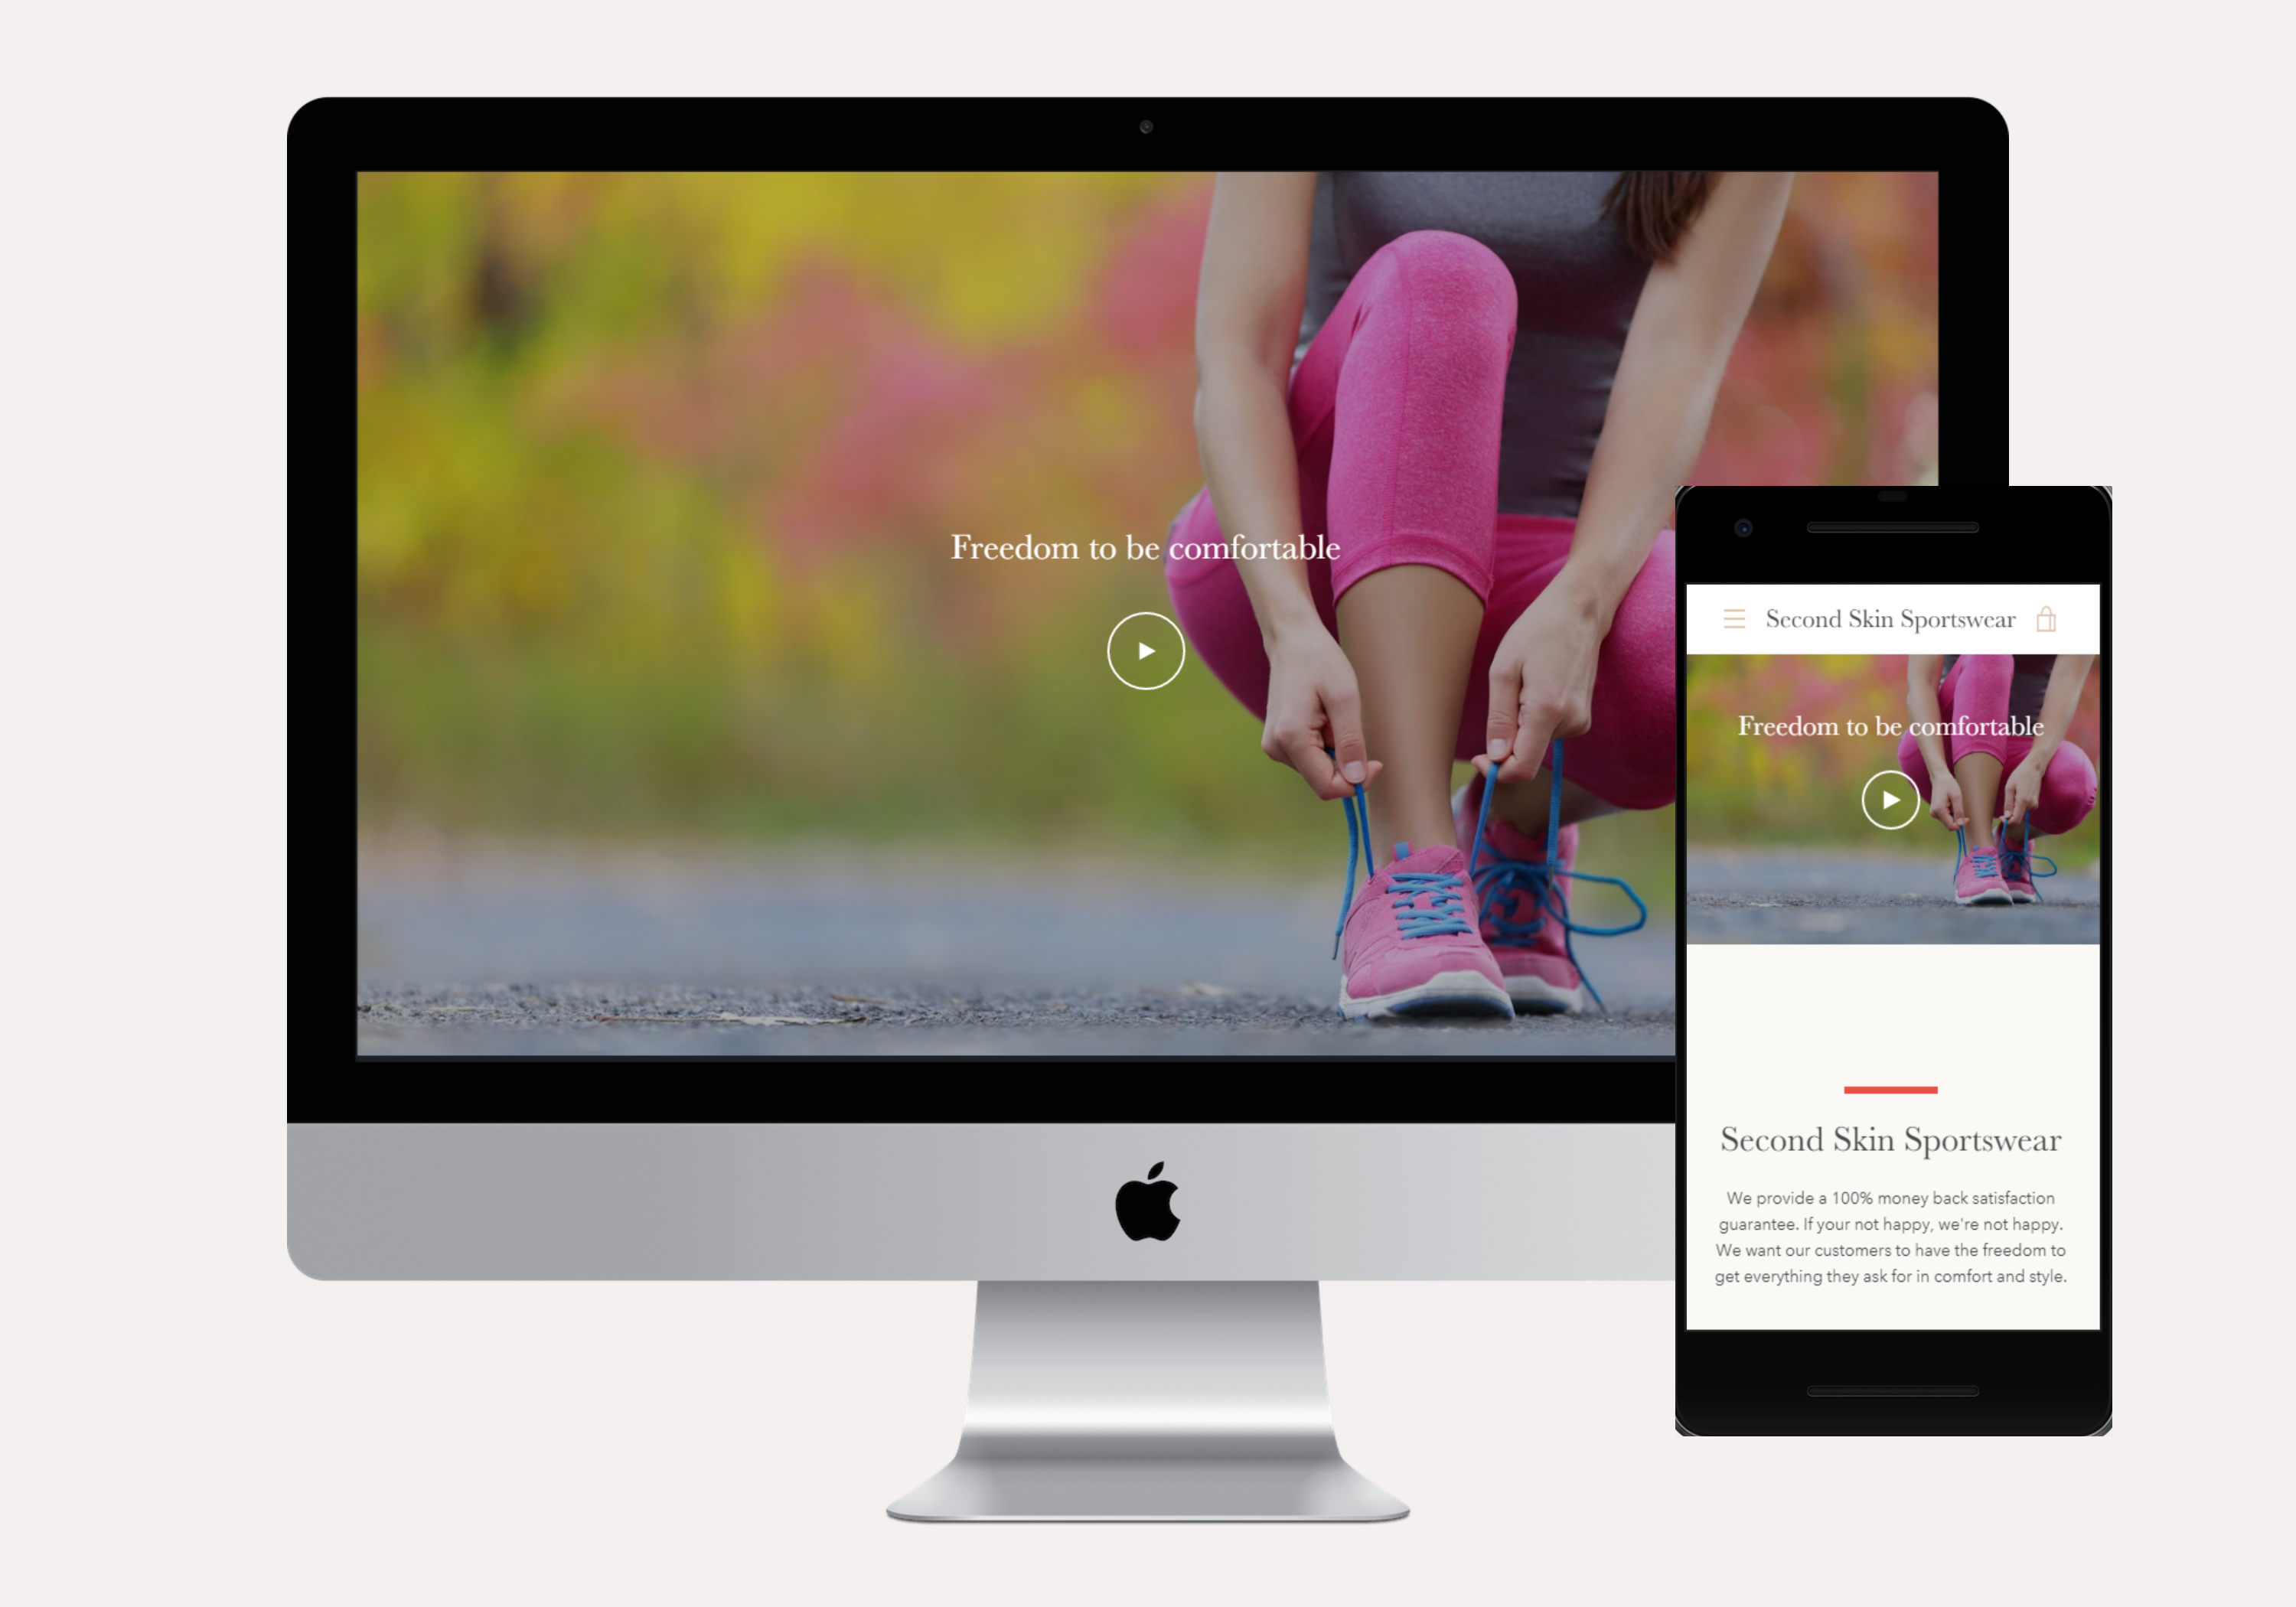 Freedom to be comfortable
Second Skin Sportswear
Freedom to be comfortable
Second Skin Sportswear
We provide a 100% money back satisfaction
guarantee. If your not happy, we're not happy.
We want our customers to have the freedom to
get everything they ask for in comfort and style.